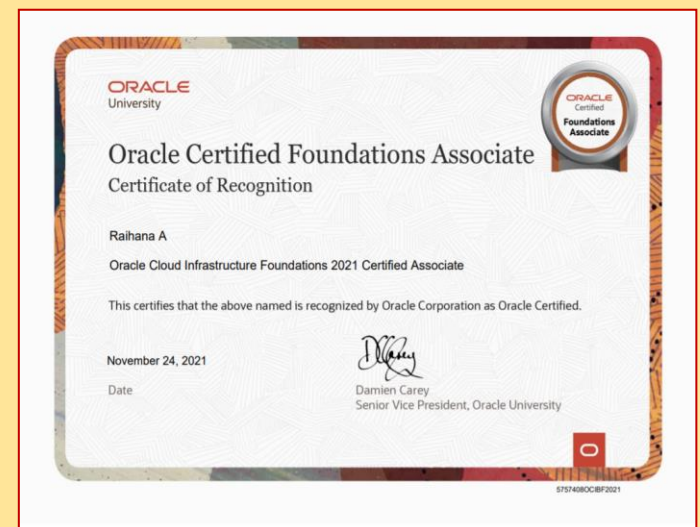 ORACLE
University
ORACLE
Certified
Foundations
Associate
Oracle Certified Foundations Associate
Certificate of Recognition
Raihana A
Oracle Cloud Infrastructure Foundations 2021 Certified Associate
This certifies that the above named is recognized by Oracle Corporation as Oracle Certified.
November 24, 2021
Date
Damien Carey
Senior Vice President, Oracle University
5757408OCIBF2021